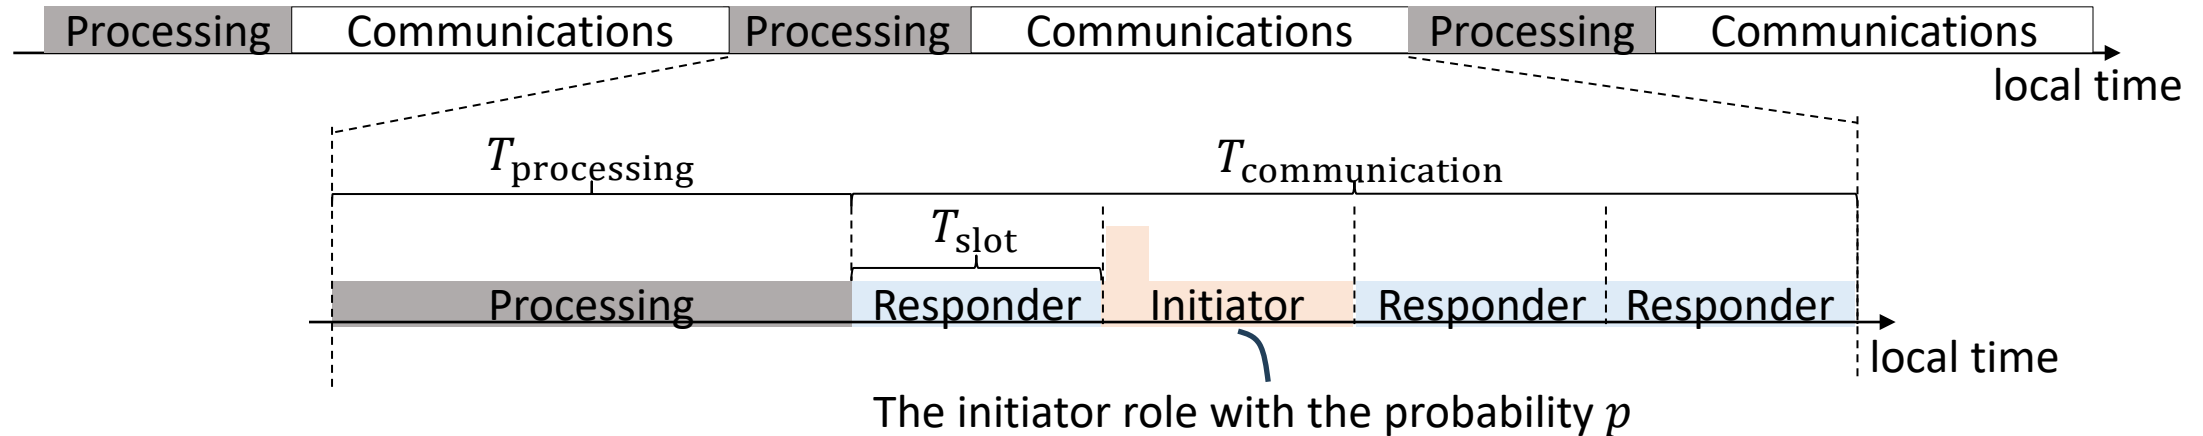 Processing Communications Processing Communications Processing Communications
local time
T_processing T_communication
T_slot
Processing Responder Initiator Responder Responder
local time
The initiator role with the probability p